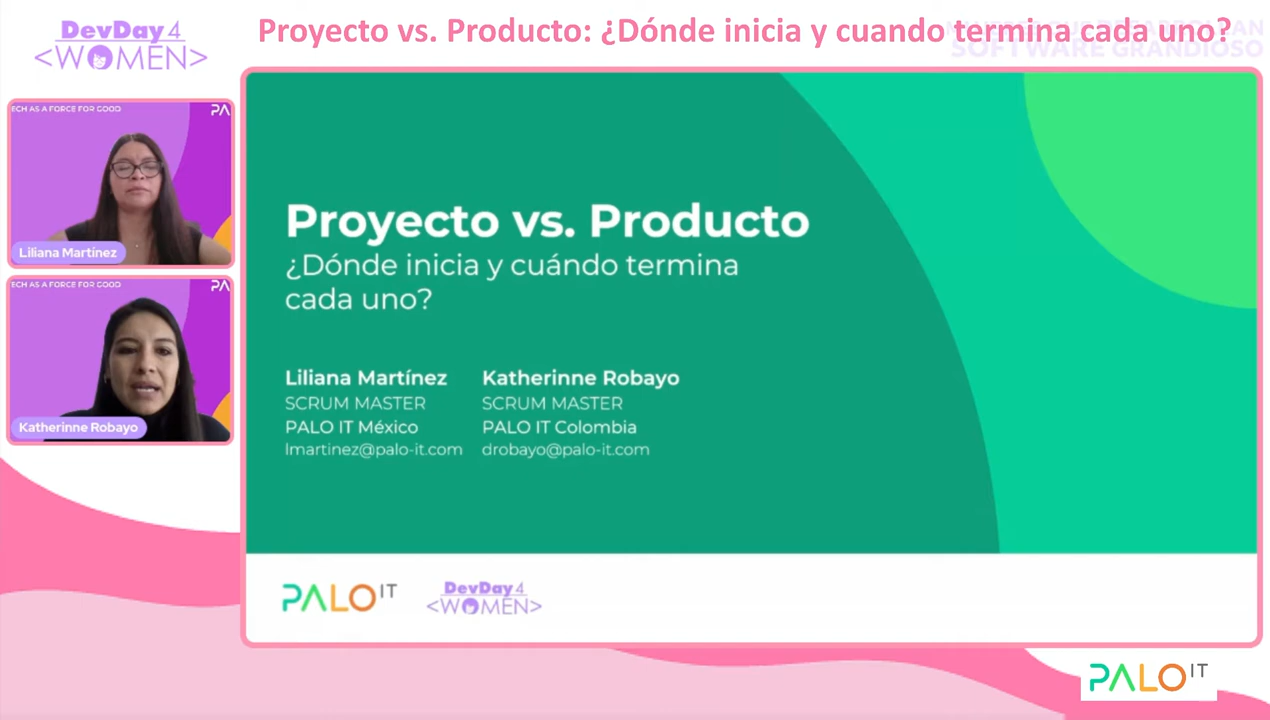 DevDay4
<WOMEN>
Proyecto vs. Producto: ¿Dónde inicia y cuando termina cada uno?
SOFTWARE GRANDIOSO
ECH AS A FORCE FOR GOOD
PA
Liliana Martínez
ECH AS A FORCE FOR GOOD
PA
Katherinne Robayo
Proyecto vs. Producto
¿Dónde inicia y cuándo termina
cada uno?
Liliana Martínez
SCRUM MASTER
PALO IT México
lmartinez@palo-it.com
Katherinne Robayo
SCRUM MASTER
PALO IT Colombia
drobayo@palo-it.com
PALO IT
DevDay4
<WOMEN>
PALO IT